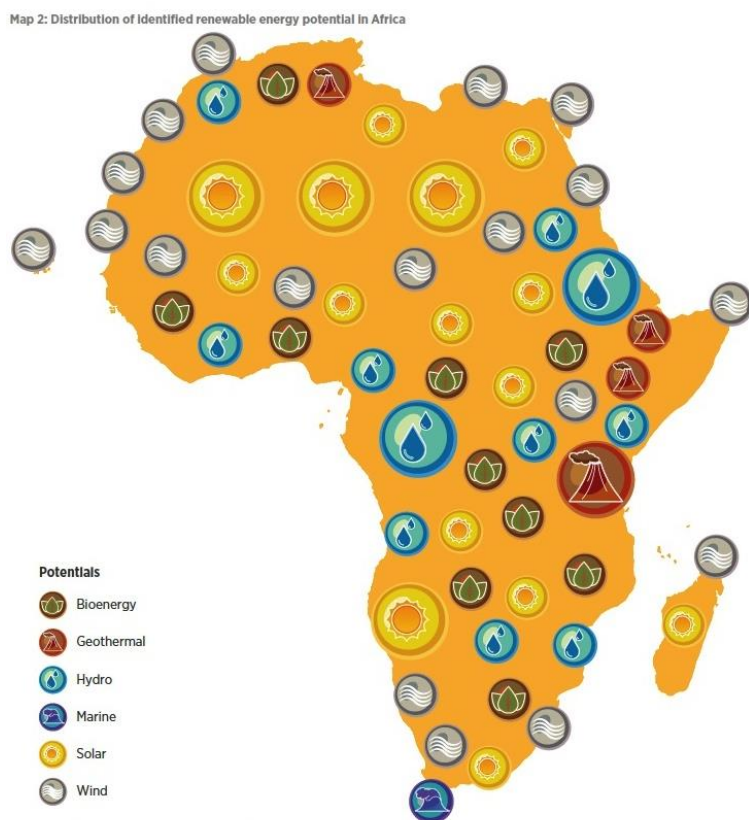 Map 2: Distribution of identified renewable energy potential in Africa
Potentials
Bioenergy
Geothermal
Hydro
Marine
Solar
Wind